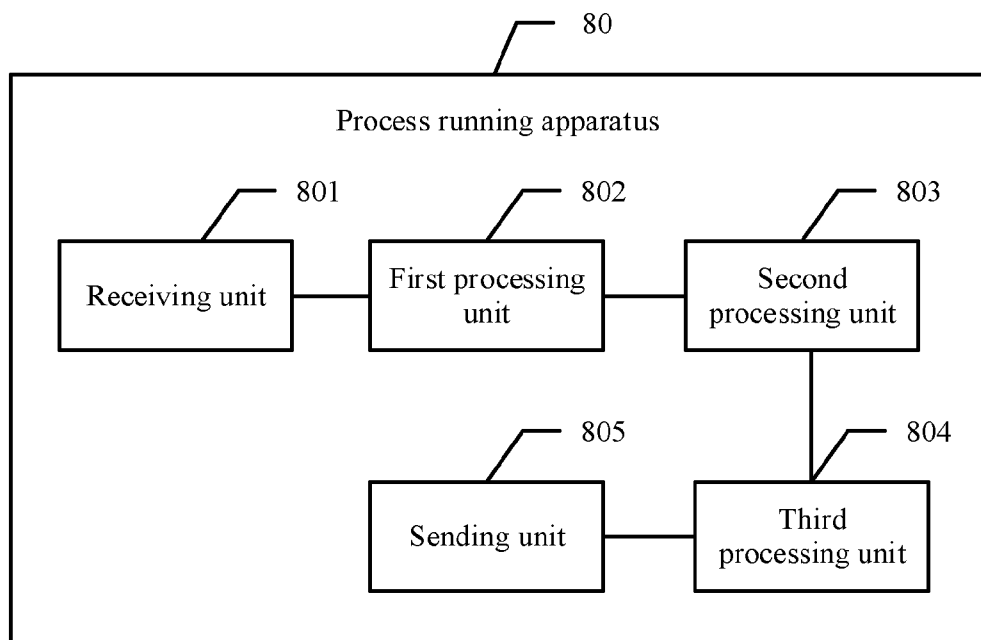 80
Process running apparatus
801
802
803
Receiving unit
First processing
unit
Second
processing unit
805
804
Sending unit
Third
processing unit